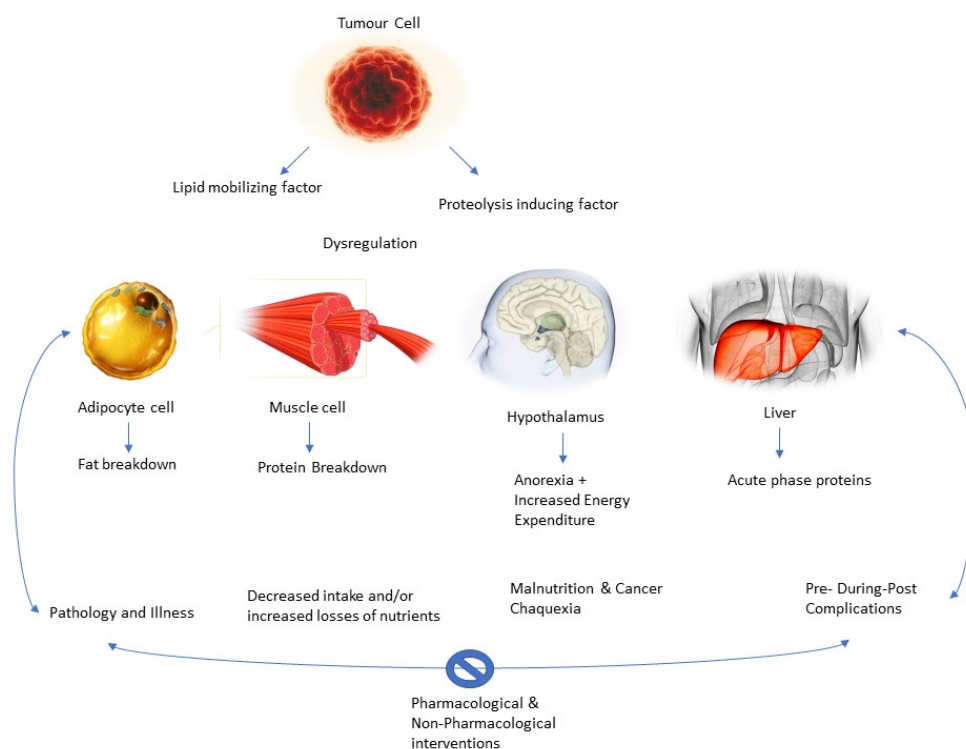 Tumour Cell
Lipid mobilizing factor
Proteolysis inducing factor
Dysregulation
Adipocyte cell
Muscle cell
Hypothalamus
Liver
Fat breakdown
Protein Breakdown
Anorexia +
Increased Energy
Expenditure
Acute phase proteins
Pathology and Illness
Decreased intake and/or
increased losses of nutrients
Malnutrition & Cancer
Chaquexia
Pre- During-Post
Complications
Pharmacological &
Non-Pharmacological
interventions